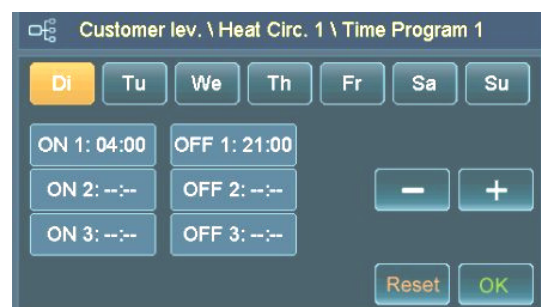 Customer lev. \ Heat Circ. 1 \ Time Program 1
Di Tu We Th Fr Sa Su
ON 1: 04:00 OFF 1: 21:00
ON 2: --:-- OFF 2: --:--
− +
ON 3: --:-- OFF 3: --:--
Reset OK